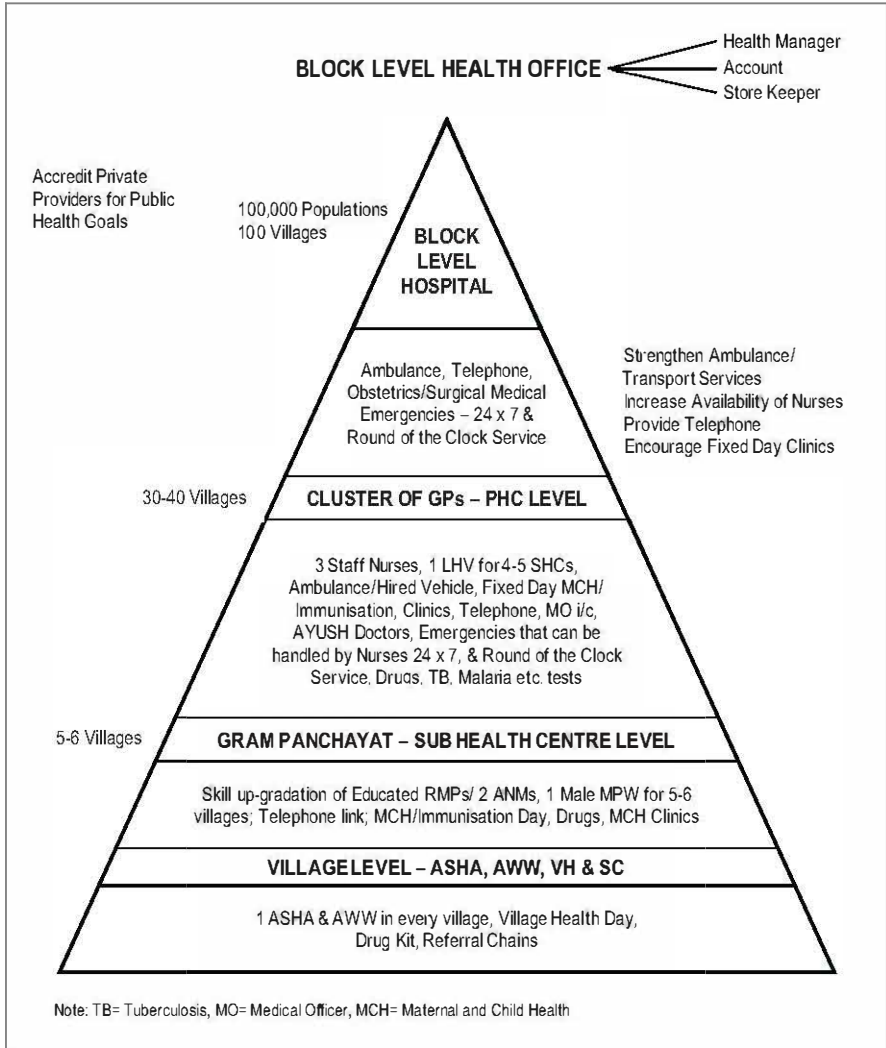 BLOCK LEVEL HEALTH OFFICE
Health Manager
Account
Store Keeper
Accredit Private
Providers for Public
Health Goals
100,000 Populations
100 Villages
BLOCK
LEVEL
HOSPITAL
Ambulance, Telephone,
Obstetrics/Surgical Medical
Emergencies – 24 x 7 &
Round of the Clock Service
Strengthen Ambulance/
Transport Services
Increase Availability of Nurses
Provide Telephone
Encourage Fixed Day Clinics
30-40 Villages
CLUSTER OF GPs – PHC LEVEL
3 Staff Nurses, 1 LHV for 4-5 SHCs,
Ambulance/Hired Vehicle, Fixed Day MCH/
Immunisation, Clinics, Telephone, MO i/c,
AYUSH Doctors, Emergencies that can be
handled by Nurses 24 x 7, & Round of the Clock
Service, Drugs, TB, Malaria etc. tests
5-6 Villages
GRAM PANCHAYAT – SUB HEALTH CENTRE LEVEL
Skill up-gradation of Educated RMPs/ 2 ANMs, 1 Male MPW for 5-6
villages; Telephone link; MCH/Immunisation Day, Drugs, MCH Clinics
VILLAGE LEVEL – ASHA, AWW, VH & SC
1 ASHA & AWW in every village, Village Health Day,
Drug Kit, Referral Chains
Note: TB= Tuberculosis, MO= Medical Officer, MCH= Maternal and Child Health